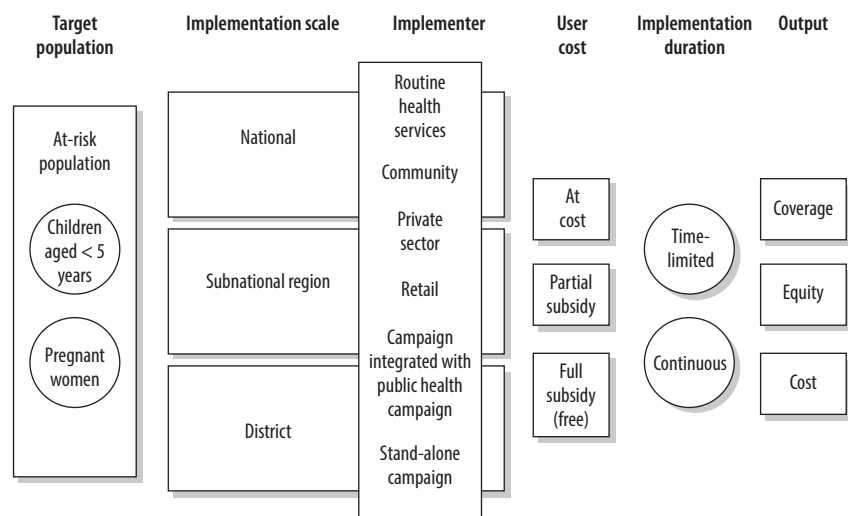 Target
population
Implementation scale
Implementer
User
cost
Implementation
duration
Output
At-risk
population
Children
aged < 5
years
Pregnant
women
National
Subnational region
District
Routine
health
services
Community
Private
sector
Retail
Campaign
integrated with
public health
campaign
Stand-alone
campaign
At
cost
Partial
subsidy
Full
subsidy
(free)
Time-
limited
Continuous
Coverage
Equity
Cost